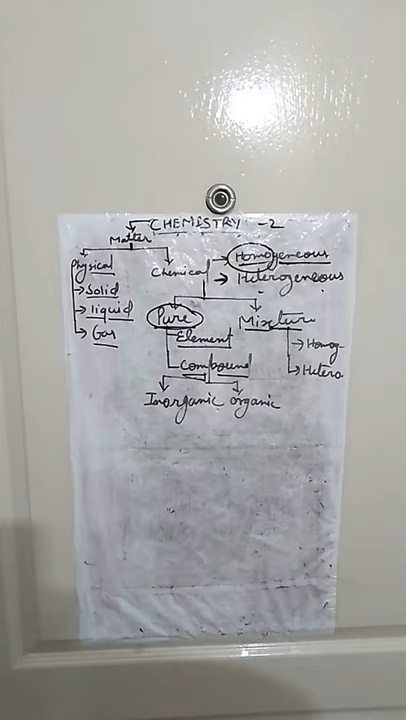 CHEMISTRY -2
Matter
Physical
Solid
liquid
Gas
Chemical
Homogeneous
Heterogeneous
Pure
Element
Compound
Inorganic organic
Mixture
Homog-
Hetero